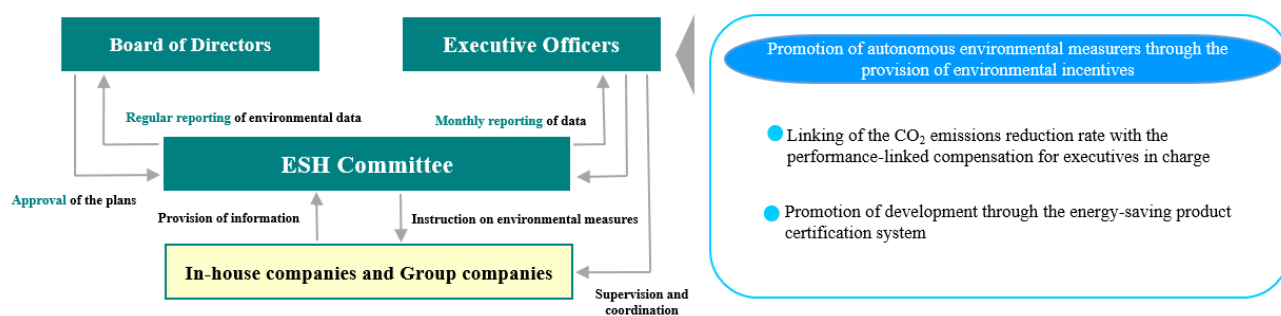 Board of Directors
Executive Officers
Regular reporting of environmental data
Monthly reporting of data
ESH Committee
Approval of the plans
Provision of information
Instruction on environmental measures
In-house companies and Group companies
Supervision and
coordination
Promotion of autonomous environmental measurers through the
provision of environmental incentives
Linking of the CO₂ emissions reduction rate with the
performance-linked compensation for executives in charge
Promotion of development through the energy-saving product
certification system